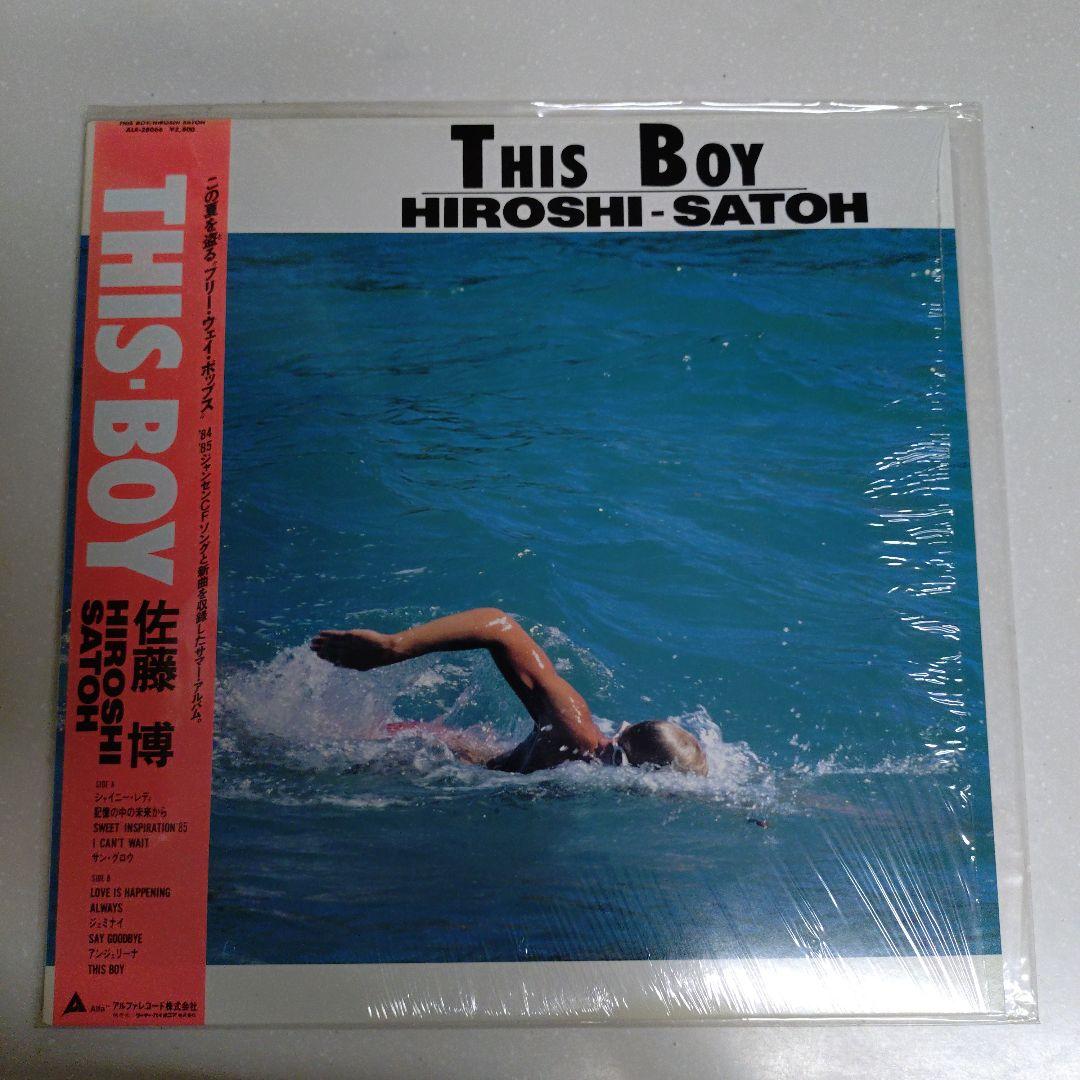 THIS BOY/HIROSHI SATOH
ALR-28066 ¥2,800
THIS BOY
HIROSHI-SATOH
THIS-BOY
この夏を盗る、“ブリー・ウェイ・ポップス”
'84
'85ジャンセンCFソングと新曲を収録したサマー・アルバム。
佐藤 博
HIROSHI
SATOH
SIDE A
シャイニー・レディ
記憶の中の未来から
SWEET INSPIRATION'85
I CAN'T WAIT
サン・グロウ
SIDE B
LOVE IS HAPPENING
ALWAYS
ジェミナイ
SAY GOODBYE
アンジェリーナ
THIS BOY
Alfa アルファレコード株式会社